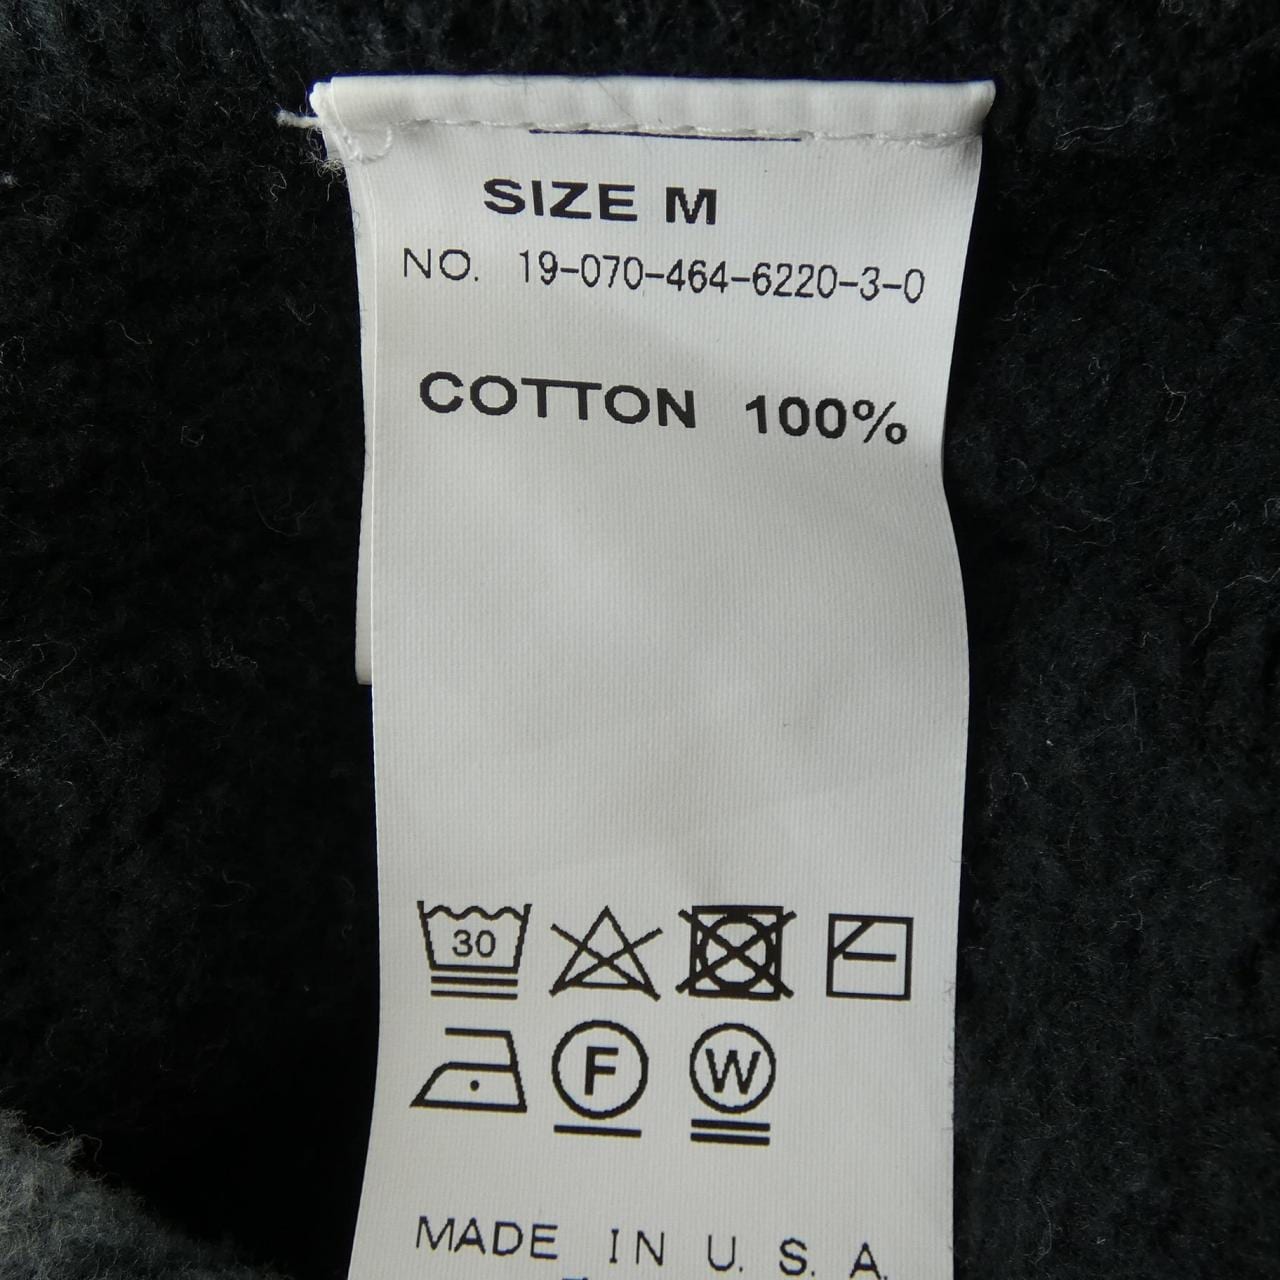 SIZE M
NO. 19-070-464-6220-3-0
COTTON 100%
30
F W
MADE IN U. S. A.